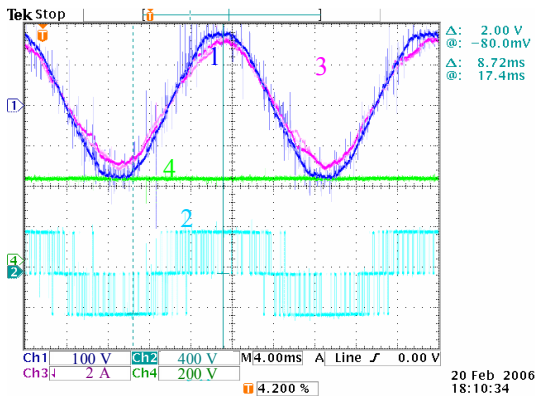 Tek Stop
T
T
Δ: 2.00 V
@: -80.0mV
Δ: 8.72ms
@: 17.4ms
1
3
1
4
2
4
2
Ch1 100 V Ch2 400 V M 4.00ms A Line 0.00 V
Ch3 2 A Ch4 200 V
T 4.200 %
20 Feb 2006
18:10:34